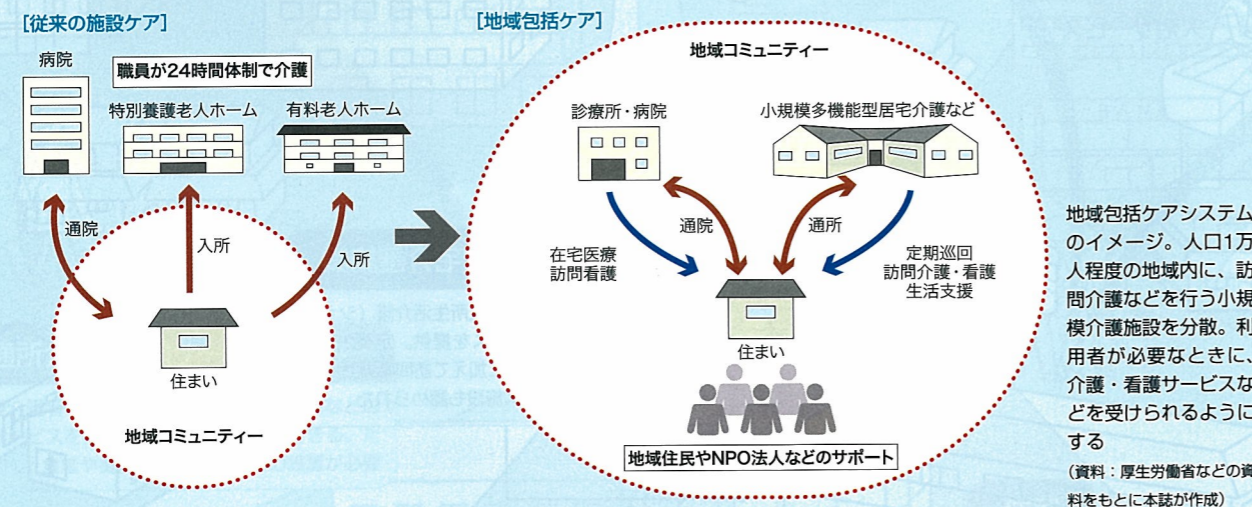 [従来の施設ケア]
病院
職員が24時間体制で介護
特別養護老人ホーム
有料老人ホーム
通院
入所
入所
住まい
地域コミュニティー
[地域包括ケア]
地域コミュニティー
診療所・病院
小規模多機能型居宅介護など
通院
通所
在宅医療
訪問看護
定期巡回
訪問介護・看護
生活支援
住まい
地域住民やNPO法人などのサポート
地域包括ケアシステム
のイメージ。人口1万
人程度の地域内に、訪
問介護などを行う小規
模介護施設を分散。利
用者が必要なときに、
介護・看護サービスな
どを受けられるように
する
(資料：厚生労働省などの資
料をもとに本誌が作成)